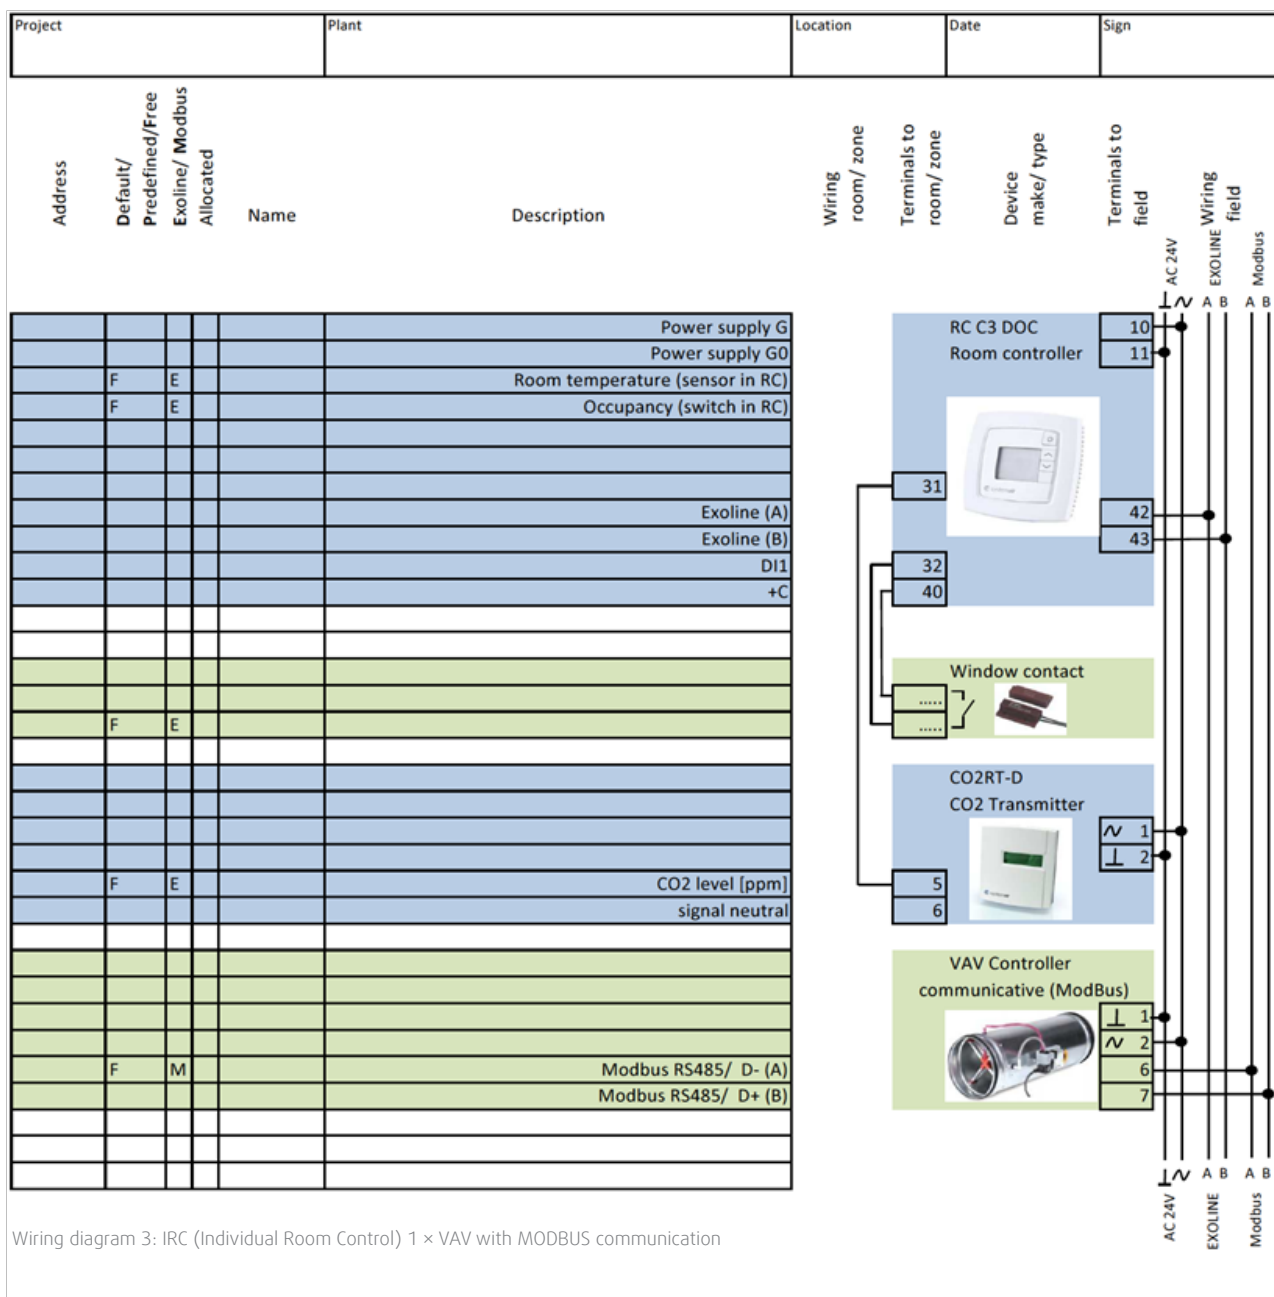 Project Plant Location Date Sign
Address
Default/
Predefined/Free
Exoline/ Modbus
Allocated
Name
Description
Wiring
room/ zone
Terminals to
room/ zone
Device
make/ type
Terminals to
field
Wiring
field
AC 24V
EXOLINE
Modbus
A B A B
Power supply G RC C3 DOC 10
Power supply G0 Room controller 11
F E Room temperature (sensor in RC)
F E Occupancy (switch in RC)
31
Exoline (A) 42
Exoline (B) 43
DI1 32
+C 40
Window contact
.....
F E .....
CO2RT-D
CO2 Transmitter
1
2
F E CO2 level [ppm] 5
signal neutral 6
VAV Controller
communicative (ModBus)
1
2
F M Modbus RS485/ D- (A) 6
Modbus RS485/ D+ (B) 7
A B A B
AC 24V
EXOLINE
Modbus
Wiring diagram 3: IRC (Individual Room Control) 1 × VAV with MODBUS communication